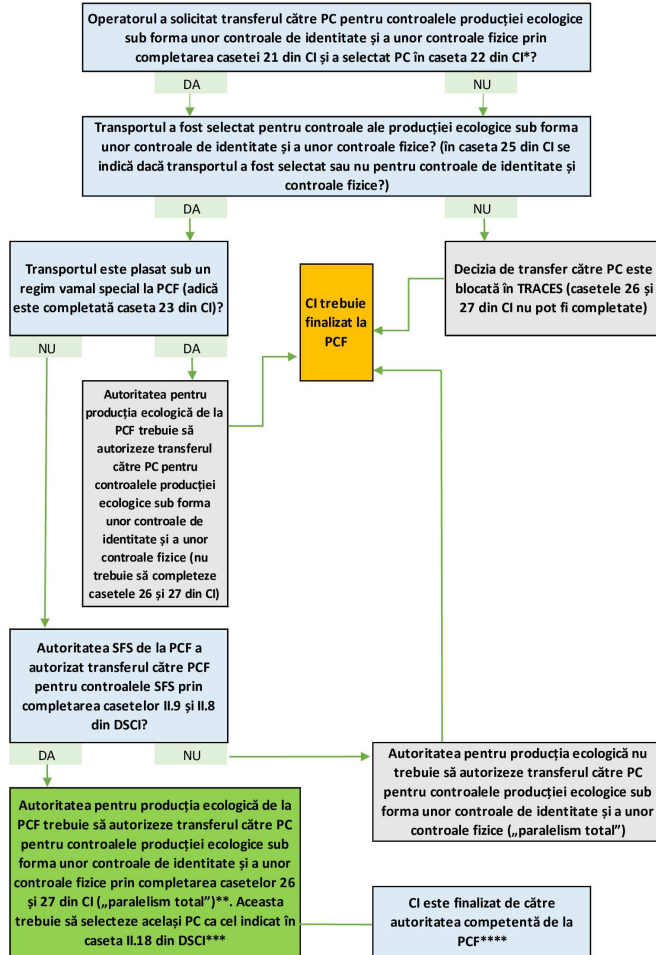 Operatorul a solicitat transferul către PC pentru controalele producției ecologice
sub forma unor controale de identitate și a unor controale fizice prin
completarea casetei 21 din CI și a selectat PC în caseta 22 din CI*?
DA
NU
Transportul a fost selectat pentru controale ale producției ecologice sub forma
unor controale de identitate și a unor controale fizice? (în caseta 25 din CI se
indică dacă transportul a fost selectat sau nu pentru controale de identitate și
controale fizice?)
DA
NU
Transportul este plasat sub un
regim vamal special la PCF (adică
este completată caseta 23 din CI)?
CI trebuie
finalizat la
PCF
Decizia de transfer către PC este
blocată în TRACES (casetele 26 și
27 din CI nu pot fi completate)
NU
DA
Autoritatea pentru
producția ecologică de la
PCF trebuie să
autorizeze transferul
către PC pentru
controalele producției
ecologice sub forma
unor controale de
identitate și a unor
controale fizice (nu
trebuie să completeze
casetele 26 și 27 din CI)
Autoritatea SFS de la PCF a
autorizat transferul către PCF
pentru controalele SFS prin
completarea casetelor II.9 și II.8
din DSCI?
DA
NU
Autoritatea pentru producția ecologică nu
trebuie să autorizeze transferul către PC
pentru controalele producției ecologice sub
forma unor controale de identitate și a unor
controale fizice („paralelism total”)
Autoritatea pentru producția ecologică de la
PCF trebuie să autorizeze transferul către PC
pentru controalele producției ecologice sub
forma unor controale de identitate și a unor
controale fizice prin completarea casetelor 26
și 27 din CI („paralelism total”)**. Aceasta
trebuie să selecteze același PC ca cel indicat în
caseta II.18 din DSCI***
CI este finalizat de către
autoritatea competentă de la
PCF****